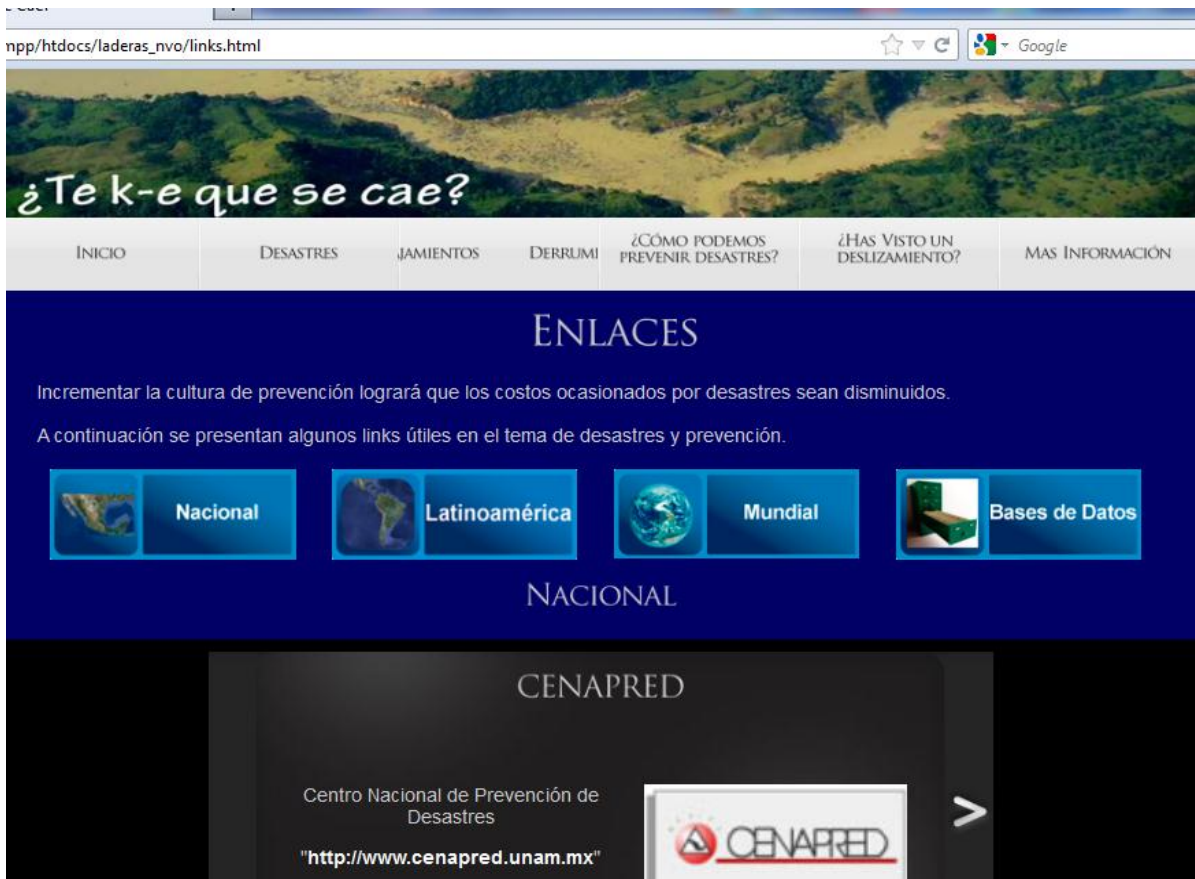 mpp/htdocs/laderas_nvo/links.html
Google
¿Te k-e que se cae?
INICIO
DESASTRES
JAMIENTOS
DERRUMI
¿CÓMO PODEMOS
PREVENIR DESASTRES?
¿HAS VISTO UN
DESLIZAMIENTO?
MAS INFORMACIÓN
ENLACES
Incrementar la cultura de prevención logrará que los costos ocasionados por desastres sean disminuidos.
A continuación se presentan algunos links útiles en el tema de desastres y prevención.
Nacional
Latinoamérica
Mundial
Bases de Datos
NACIONAL
CENAPRED
Centro Nacional de Prevención de
Desastres
"http://www.cenapred.unam.mx"
CENAPRED